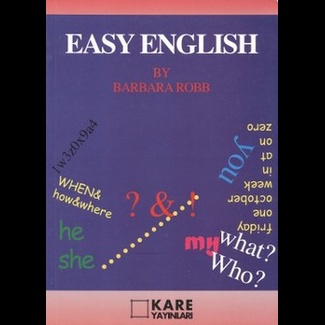 EASY ENGLISH
BY
BARBARA ROBB
1w3z0x9a4
WHEN&
how&where
he
she
? & !
my
you
zero
on
at
in
week
october
one
friday
what?
Who?
KARE
YAYINLARI